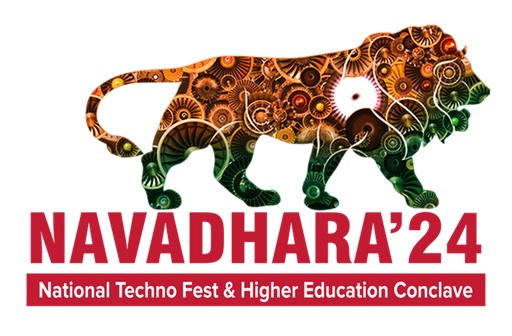 NAVADHARA’24
National Techno Fest & Higher Education Conclave